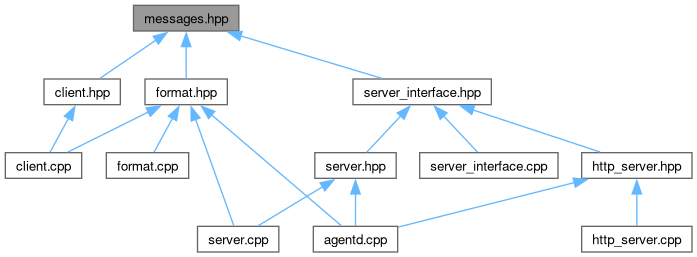 messages.hpp
client.hpp
format.hpp
server_interface.hpp
client.cpp
format.cpp
server.hpp
server_interface.cpp
http_server.hpp
server.cpp
agentd.cpp
http_server.cpp